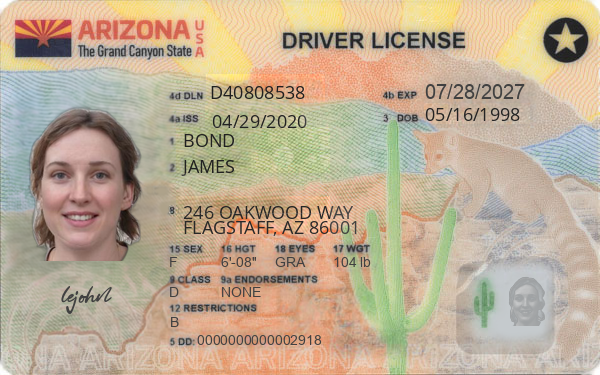 ARIZONA USA
The Grand Canyon State
DRIVER LICENSE
4d DLN D40808538
4b EXP 07/28/2027
4a ISS 04/29/2020
3 DOB 05/16/1998
1 BOND
2 JAMES
8 246 OAKWOOD WAY
FLAGSTAFF, AZ 86001
15 SEX 16 HGT 18 EYES 17 WGT
F 6'-08" GRA 104 lb
9 CLASS 9a ENDORSEMENTS
D NONE
12 RESTRICTIONS
B
5 DD: 0000000000002918
ARIZONA ARIZONA ARIZONA ARIZONA